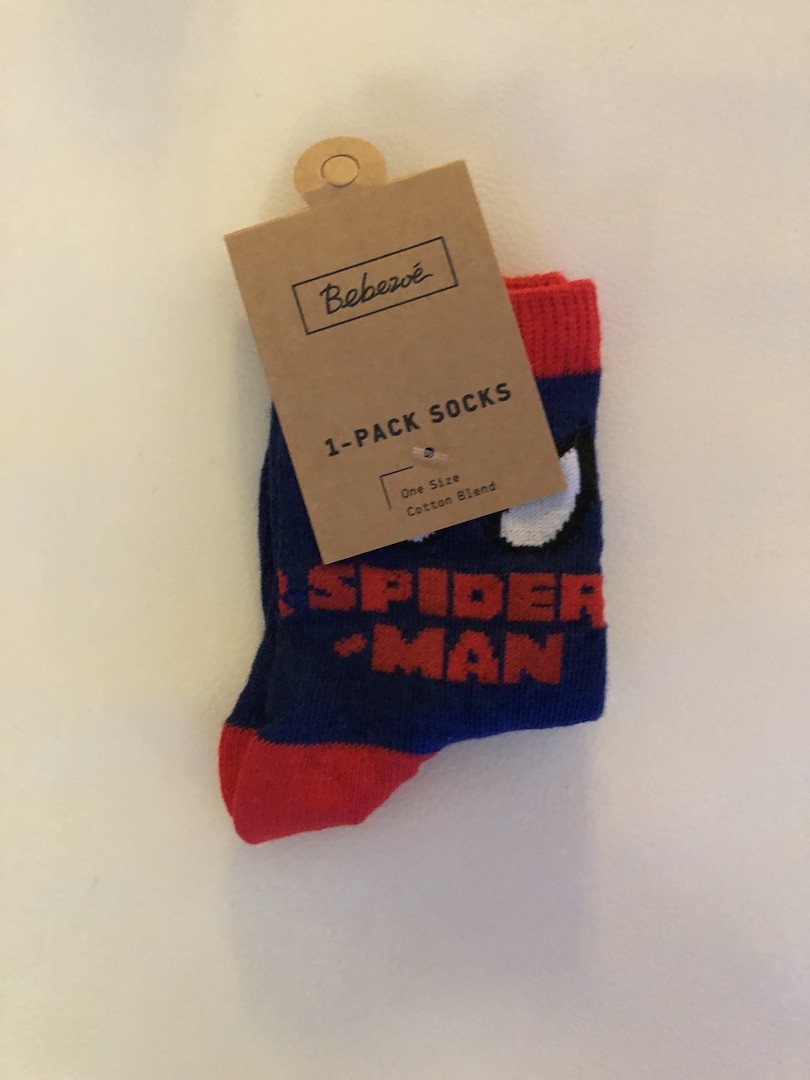 Bebezoé
1-PACK SOCKS
One Size
Cotton Blend
SPIDER
-MAN